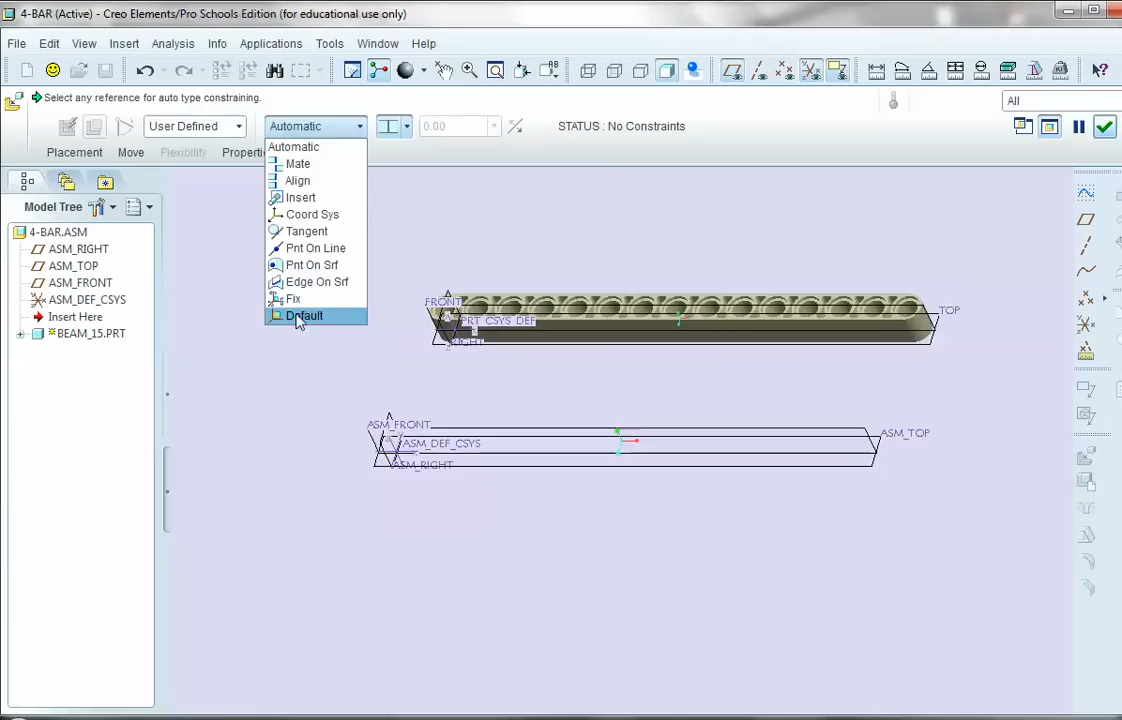 4-BAR (Active) - Creo Elements/Pro Schools Edition (for educational use only)
File Edit View Insert Analysis Info Applications Tools Window Help
Select any reference for auto type constraining.
All
User Defined Automatic 0.00 STATUS : No Constraints
Placement Move Flexibility Properti
Automatic
Mate
Align
Insert
Coord Sys
Tangent
Pnt On Line
Pnt On Srf
Edge On Srf
Fix
Default
Model Tree
4-BAR.ASM
ASM_RIGHT
ASM_TOP
ASM_FRONT
ASM_DEF_CSYS
Insert Here
BEAM_15.PRT
FRONT
TOP
PRT_CSYS_DEF
RIGHT
ASM_FRONT
ASM_TOP
ASM_DEF_CSYS
ASM_RIGHT